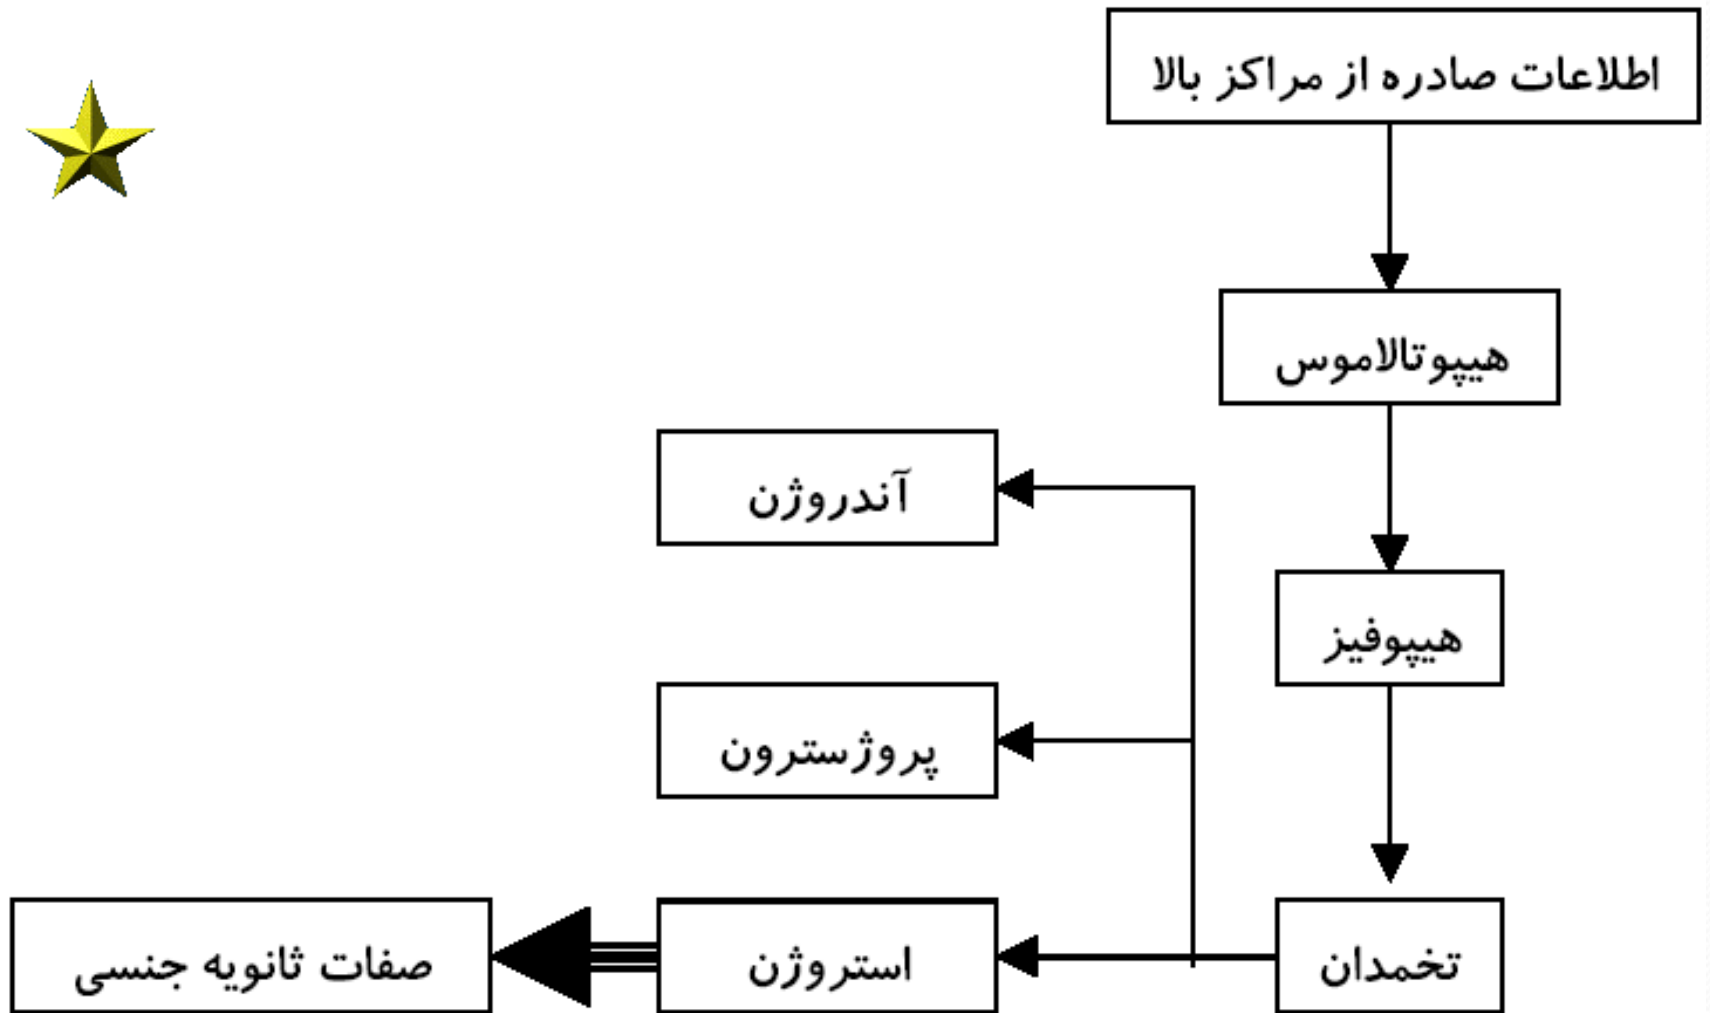 اطلاعات صادره از مراکز بالا
هیپوتالاموس
آندروژن
هیپوفیز
پروژسترون
تخمدان
استروژن
صفات ثانویه جنسی